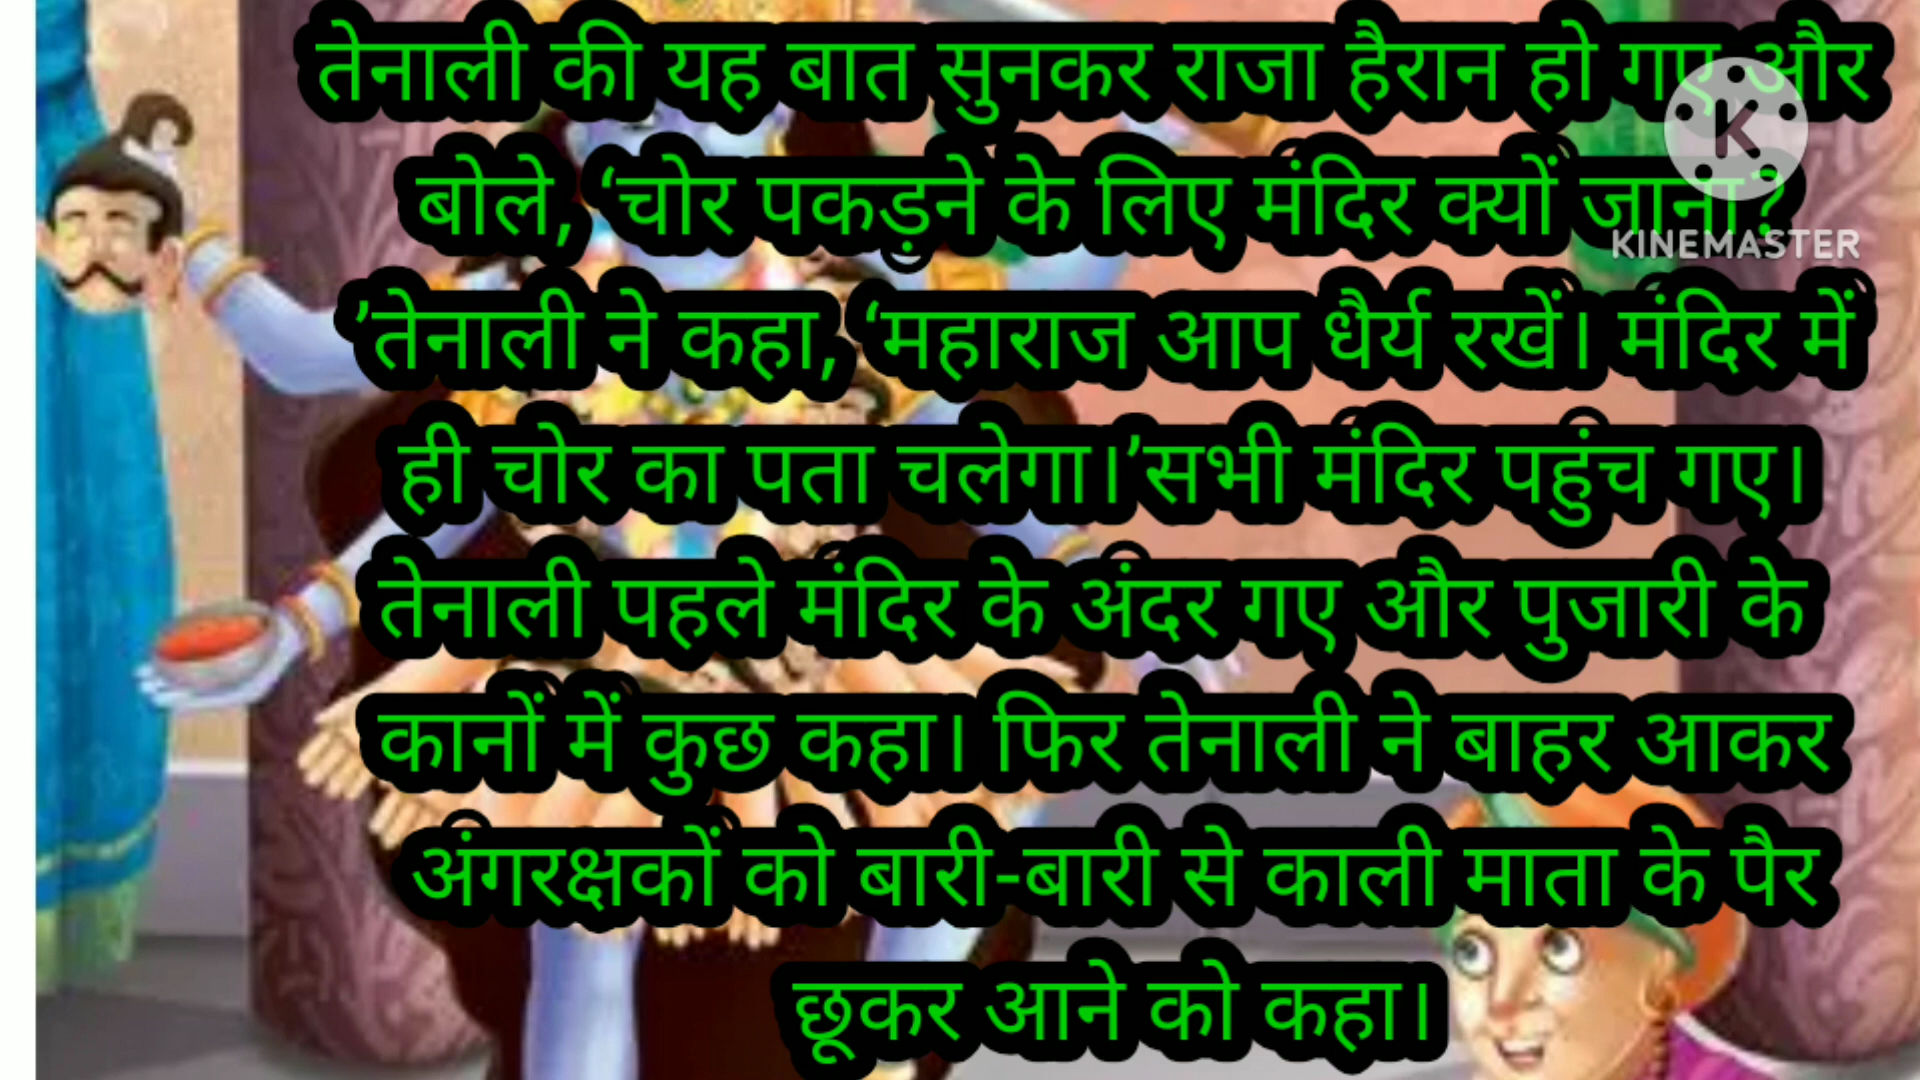 तेनाली की यह बात सुनकर राजा हैरान हो गए और
बोले, ‘चोर पकड़ने के लिए मंदिर क्यों जाना?
’तेनाली ने कहा, ‘महाराज आप धैर्य रखें। मंदिर में
ही चोर का पता चलेगा।’सभी मंदिर पहुंच गए।
तेनाली पहले मंदिर के अंदर गए और पुजारी के
कानों में कुछ कहा। फिर तेनाली ने बाहर आकर
अंगरक्षकों को बारी-बारी से काली माता के पैर
छूकर आने को कहा।
K
KINEMASTER